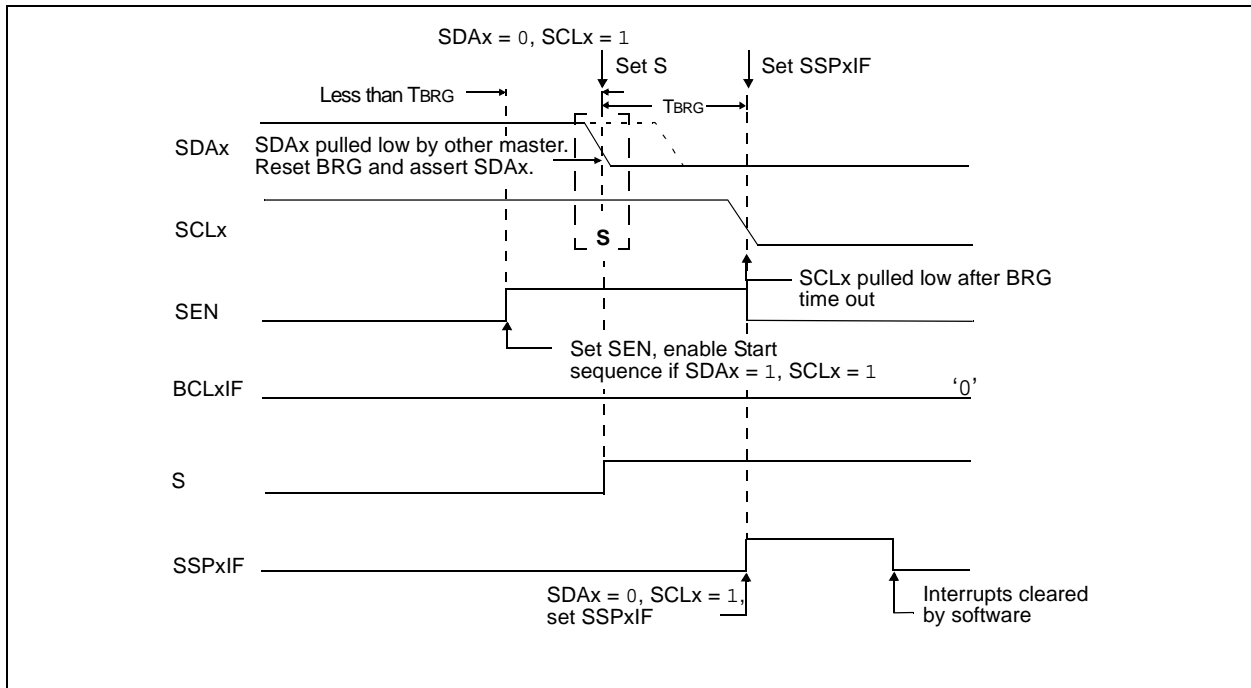 SDAx = 0, SCLx = 1
Set S
Set SSPxIF
Less than TBRG
TBRG
SDAx
SDAx pulled low by other master.
Reset BRG and assert SDAx.
SCLx
S
SCLx pulled low after BRG
time out
SEN
Set SEN, enable Start
sequence if SDAx = 1, SCLx = 1
BCLxIF
‘0’
S
SSPxIF
SDAx = 0, SCLx = 1,
set SSPxIF
Interrupts cleared
by software